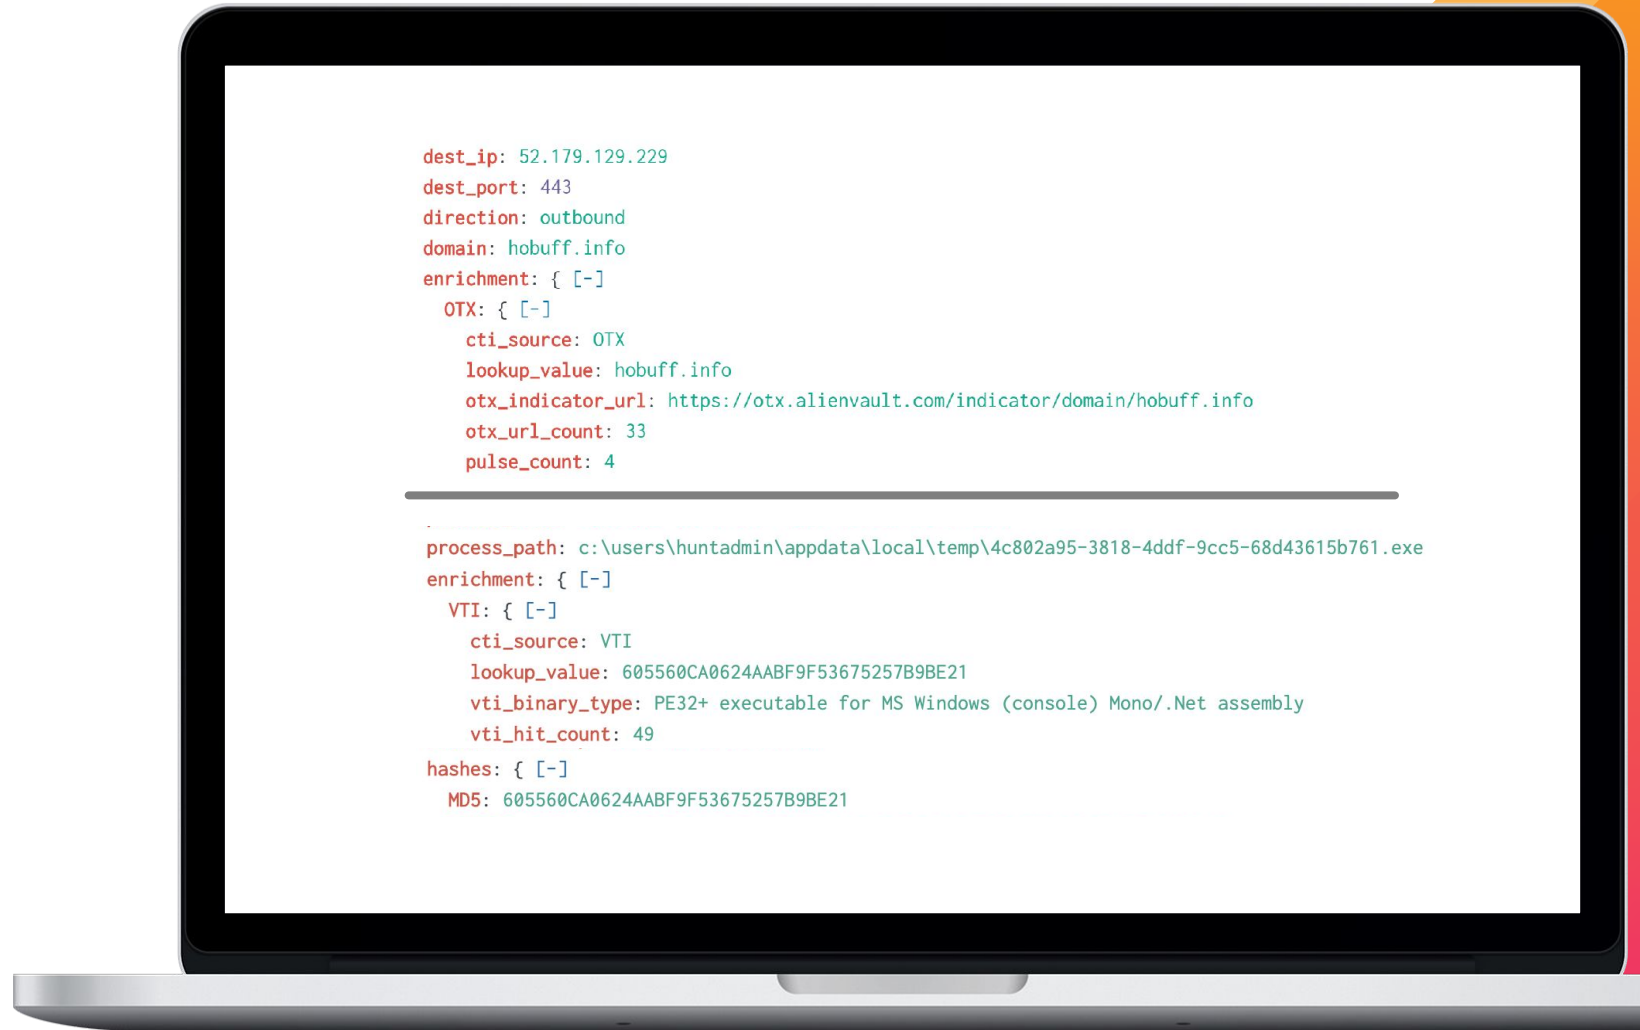 dest_ip: 52.179.129.229
dest_port: 443
direction: outbound
domain: hobuff.info
enrichment: { [-]
OTX: { [-]
cti_source: OTX
lookup_value: hobuff.info
otx_indicator_url: https://otx.alienvault.com/indicator/domain/hobuff.info
otx_url_count: 33
pulse_count: 4
process_path: c:\users\huntadmin\appdata\local\temp\4c802a95-3818-4ddf-9cc5-68d43615b761.exe
enrichment: { [-]
VTI: { [-]
cti_source: VTI
lookup_value: 605560CA0624AABF9F53675257B9BE21
vti_binary_type: PE32+ executable for MS Windows (console) Mono/.Net assembly
vti_hit_count: 49
hashes: { [-]
MD5: 605560CA0624AABF9F53675257B9BE21